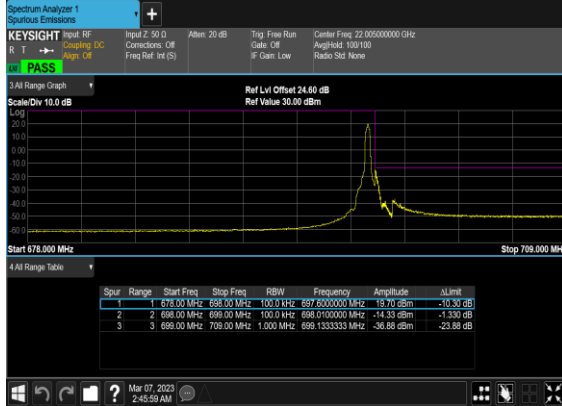 Spectrum Analyzer 1
Spurious Emissions
KEYSIGHT
R T
LW PASS
Input: RF
Coupling: DC
Align: Off
Input Z: 50 Ω
Corrections: Off
Freq Ref: Int (S)
Atten: 20 dB
Trig: Free Run
Gate: Off
IF Gain: Low
Center Freq: 22.005000000 GHz
Avg|Hold: 100/100
Radio Std: None
3 All Range Graph
Scale/Div 10.0 dB
Ref Lvl Offset 24.60 dB
Ref Value 30.00 dBm
Log
20.0
10.0
0.00
-10.0
-20.0
-30.0
-40.0
-50.0
-60.0
Start 678.000 MHz
Stop 709.000 MH
4 All Range Table
Spur Range Start Freq Stop Freq RBW Frequency Amplitude ΔLimit
1 1 678.00 MHz 698.00 MHz 100.0 kHz 697.6000000 MHz 19.70 dBm -10.30 dB
2 2 698.00 MHz 699.00 MHz 100.0 kHz 698.0100000 MHz -14.33 dBm -1.330 dB
3 3 699.00 MHz 709.00 MHz 1.000 MHz 699.1333333 MHz -36.88 dBm -23.88 dB
?
Mar 07, 2023
2:45:59 AM